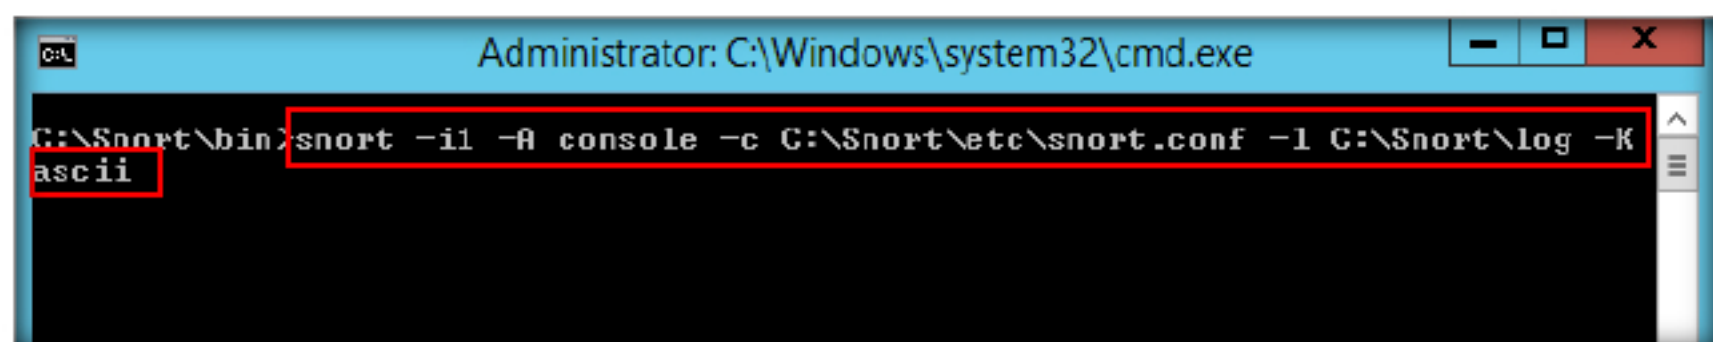 Administrator: C:\Windows\system32\cmd.exe
C:\Snort\bin>snort -i1 -A console -c C:\Snort\etc\snort.conf -l C:\Snort\log -K
ascii